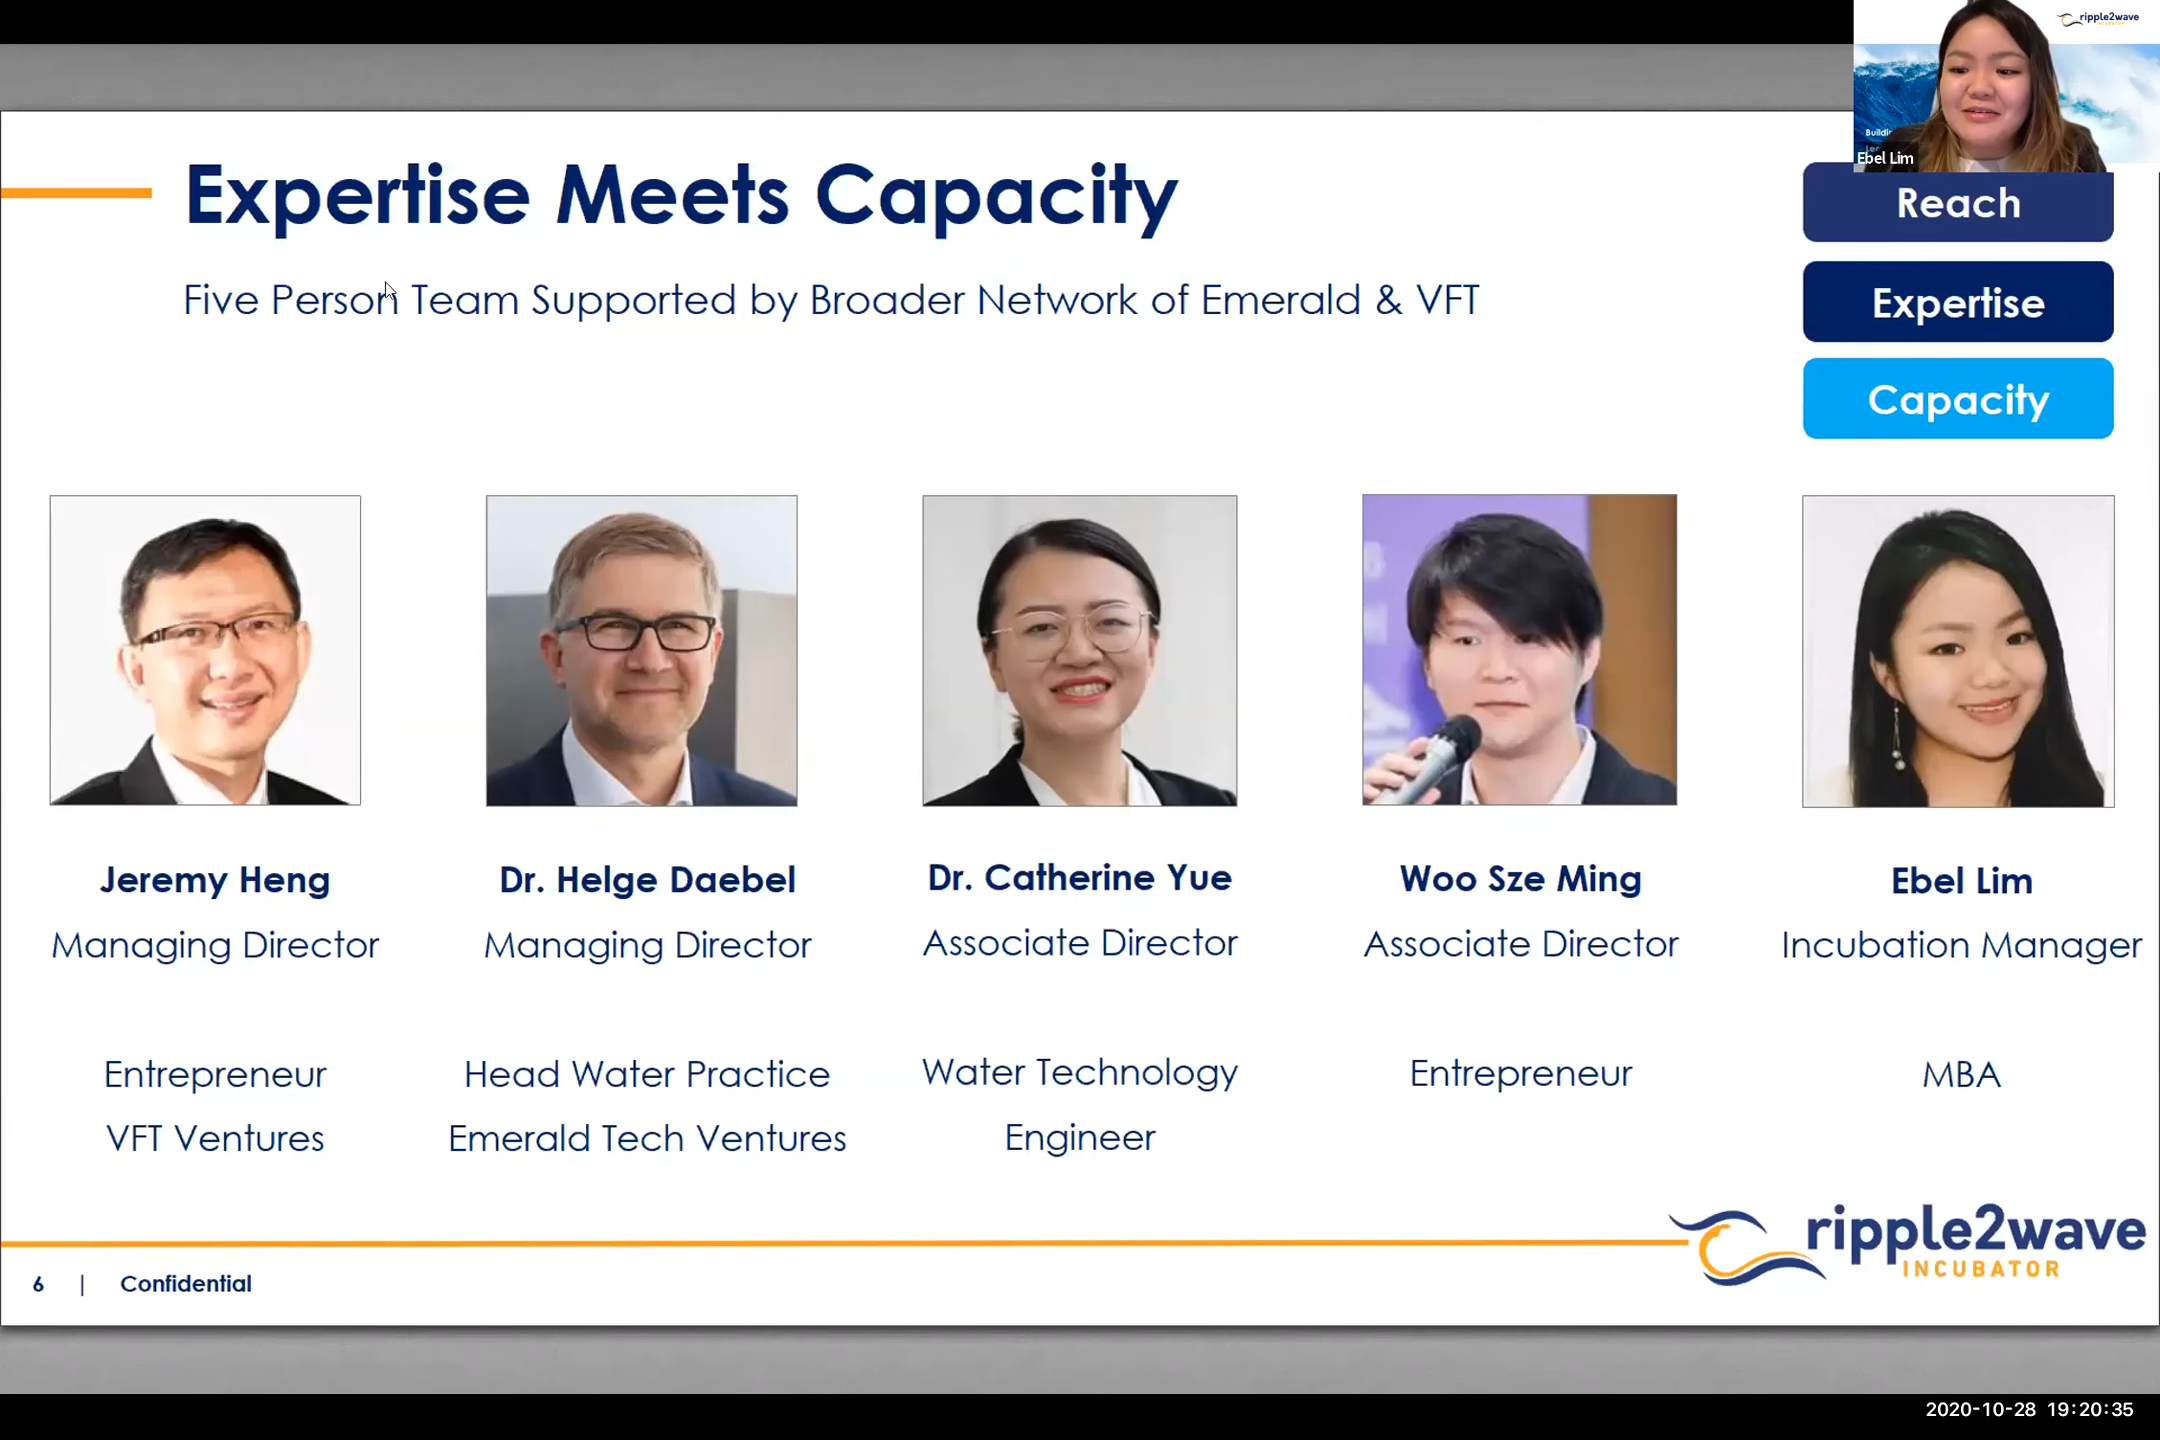 ripple2wave
Ebel Lim
Expertise Meets Capacity
Five Person Team Supported by Broader Network of Emerald & VFT
Reach
Expertise
Capacity
Jeremy Heng
Managing Director
Entrepreneur
VFT Ventures
Dr. Helge Daebel
Managing Director
Head Water Practice
Emerald Tech Ventures
Dr. Catherine Yue
Associate Director
Water Technology
Engineer
Woo Sze Ming
Associate Director
Entrepreneur
Ebel Lim
Incubation Manager
MBA
ripple2wave
INCUBATOR
6 | Confidential
2020-10-28 19:20:35